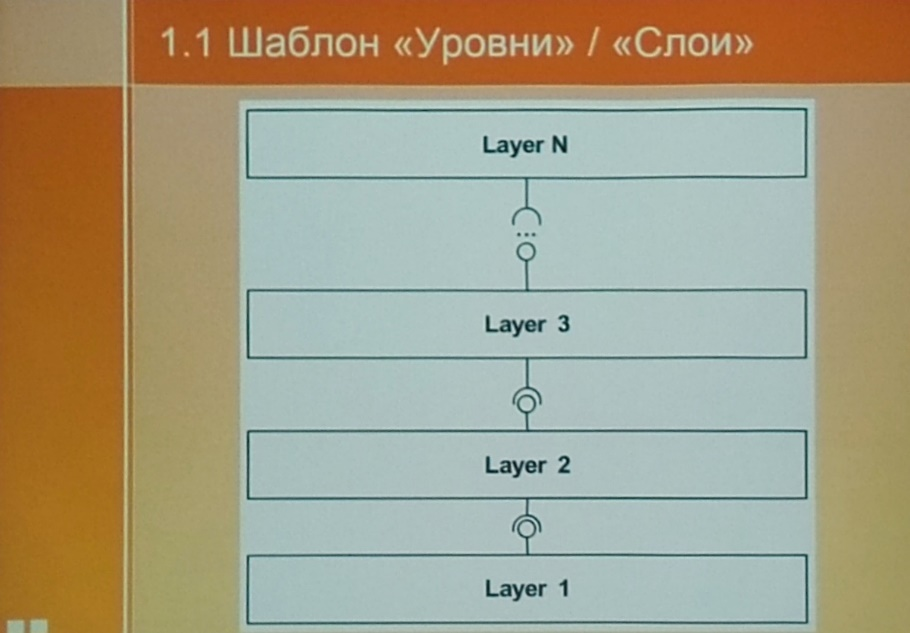 1.1 Шаблон «Уровни» / «Слои»
Layer N
...
Layer 3
Layer 2
Layer 1